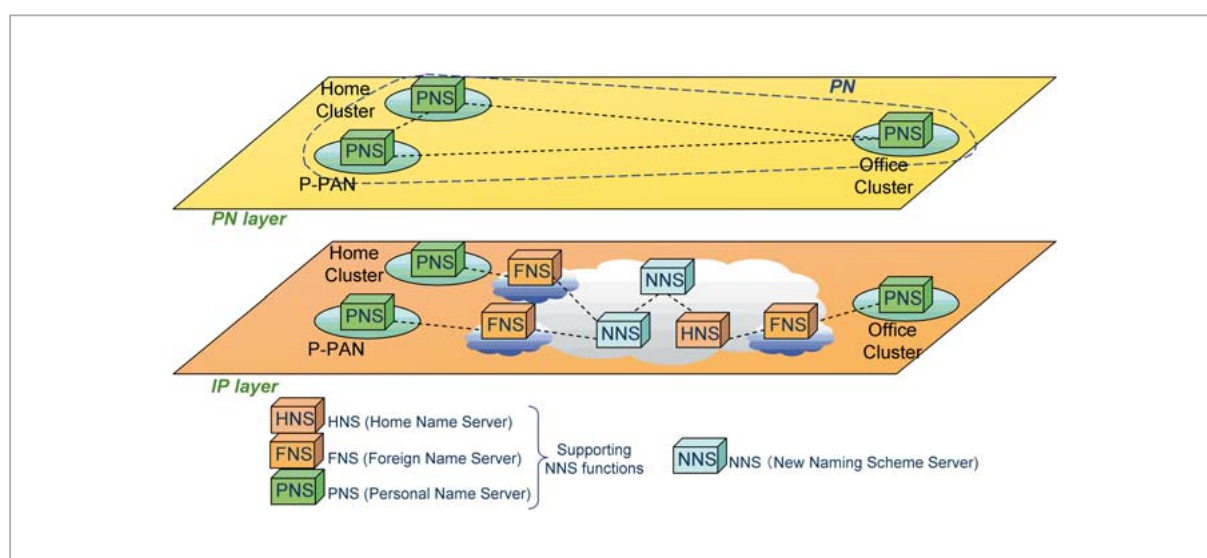 Home
Cluster
PNS
PN
PNS
PNS
P-PAN
Office
Cluster
PN layer
Home
Cluster
PNS
FNS
NNS
PNS
PNS
FNS
NNS
HNS
FNS
P-PAN
Office
Cluster
IP layer
HNS
HNS (Home Name Server)
FNS
FNS (Foreign Name Server)
PNS
PNS (Personal Name Server)
Supporting
NNS functions
NNS
NNS (New Naming Scheme Server)